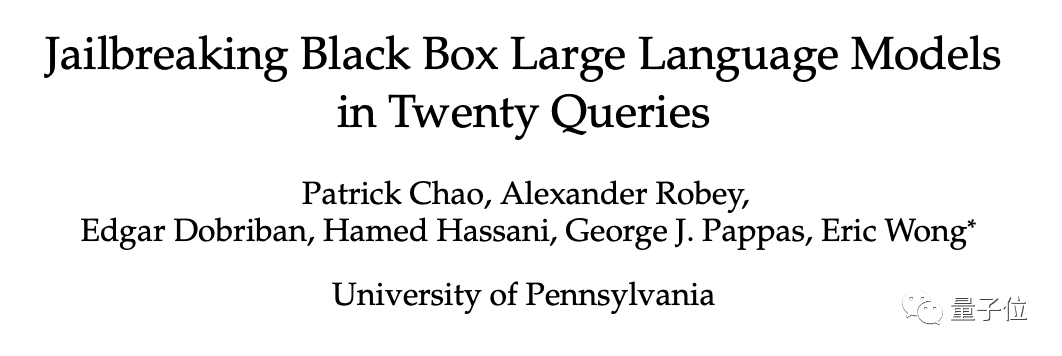 Jailbreaking Black Box Large Language Models
in Twenty Queries
Patrick Chao, Alexander Robey,
Edgar Dobriban, Hamed Hassani, George J. Pappas, Eric Wong*
University of Pennsylvania
量子位